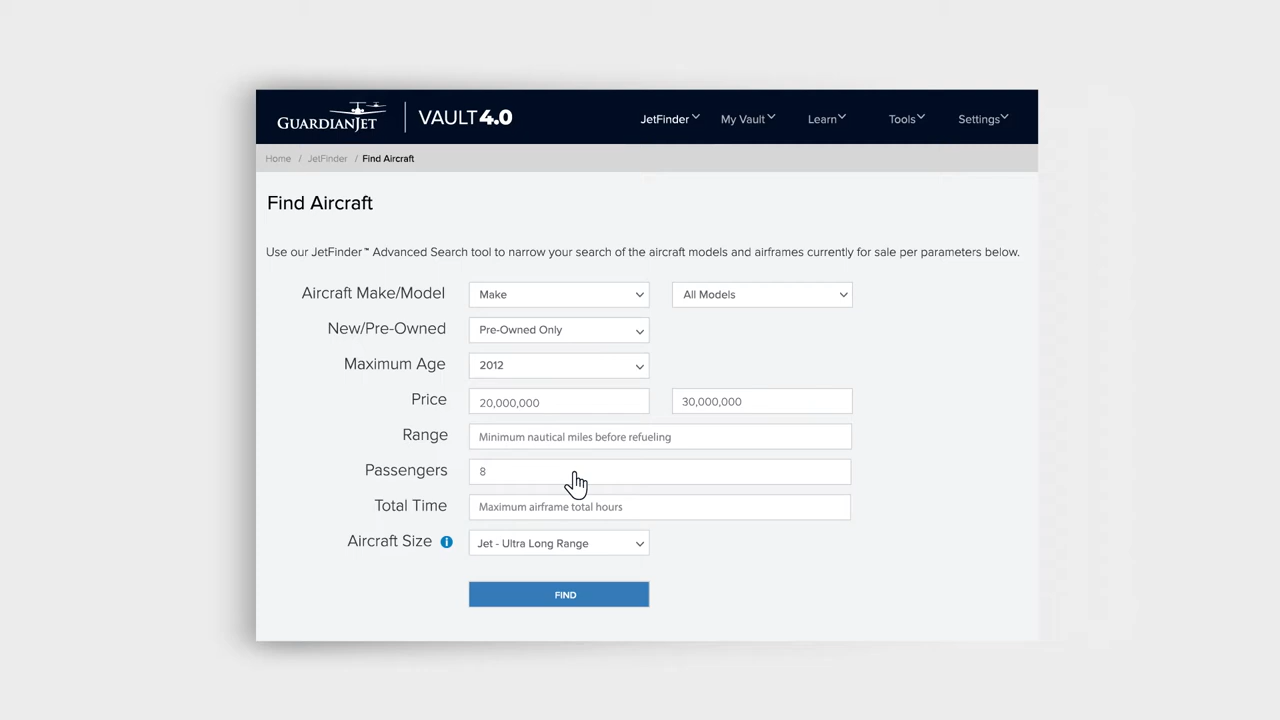 GUARDIANJET | VAULT4.0 JetFinder My Vault Learn Tools Settings
Home / JetFinder / Find Aircraft
Find Aircraft
Use our JetFinder™ Advanced Search tool to narrow your search of the aircraft models and airframes currently for sale per parameters below.
Aircraft Make/Model Make All Models
New/Pre-Owned Pre-Owned Only
Maximum Age 2012
Price 20,000,000 30,000,000
Range Minimum nautical miles before refueling
Passengers 8
Total Time Maximum airframe total hours
Aircraft Size i Jet - Ultra Long Range
FIND